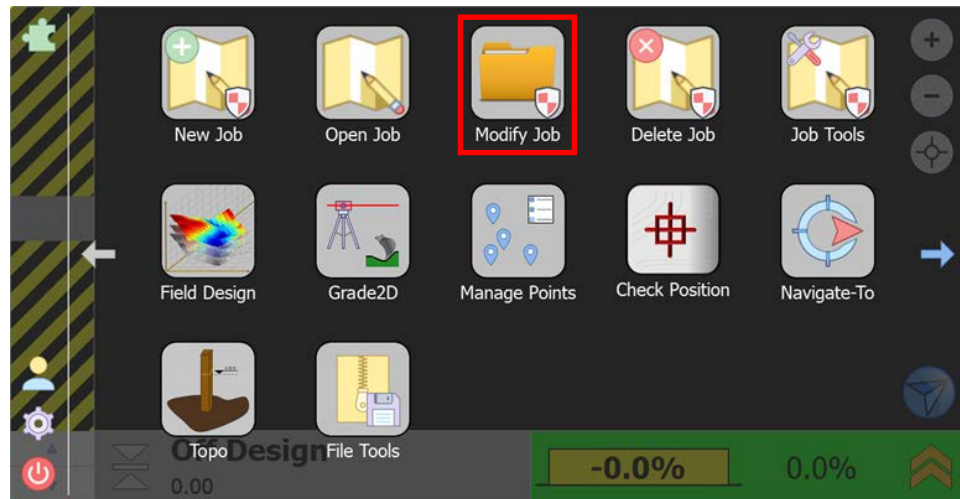 New Job
Open Job
Modify Job
Delete Job
Job Tools
Field Design
Grade2D
Manage Points
Check Position
Navigate-To
Topo
File Tools
Off Design
0.00
-0.0%
0.0%